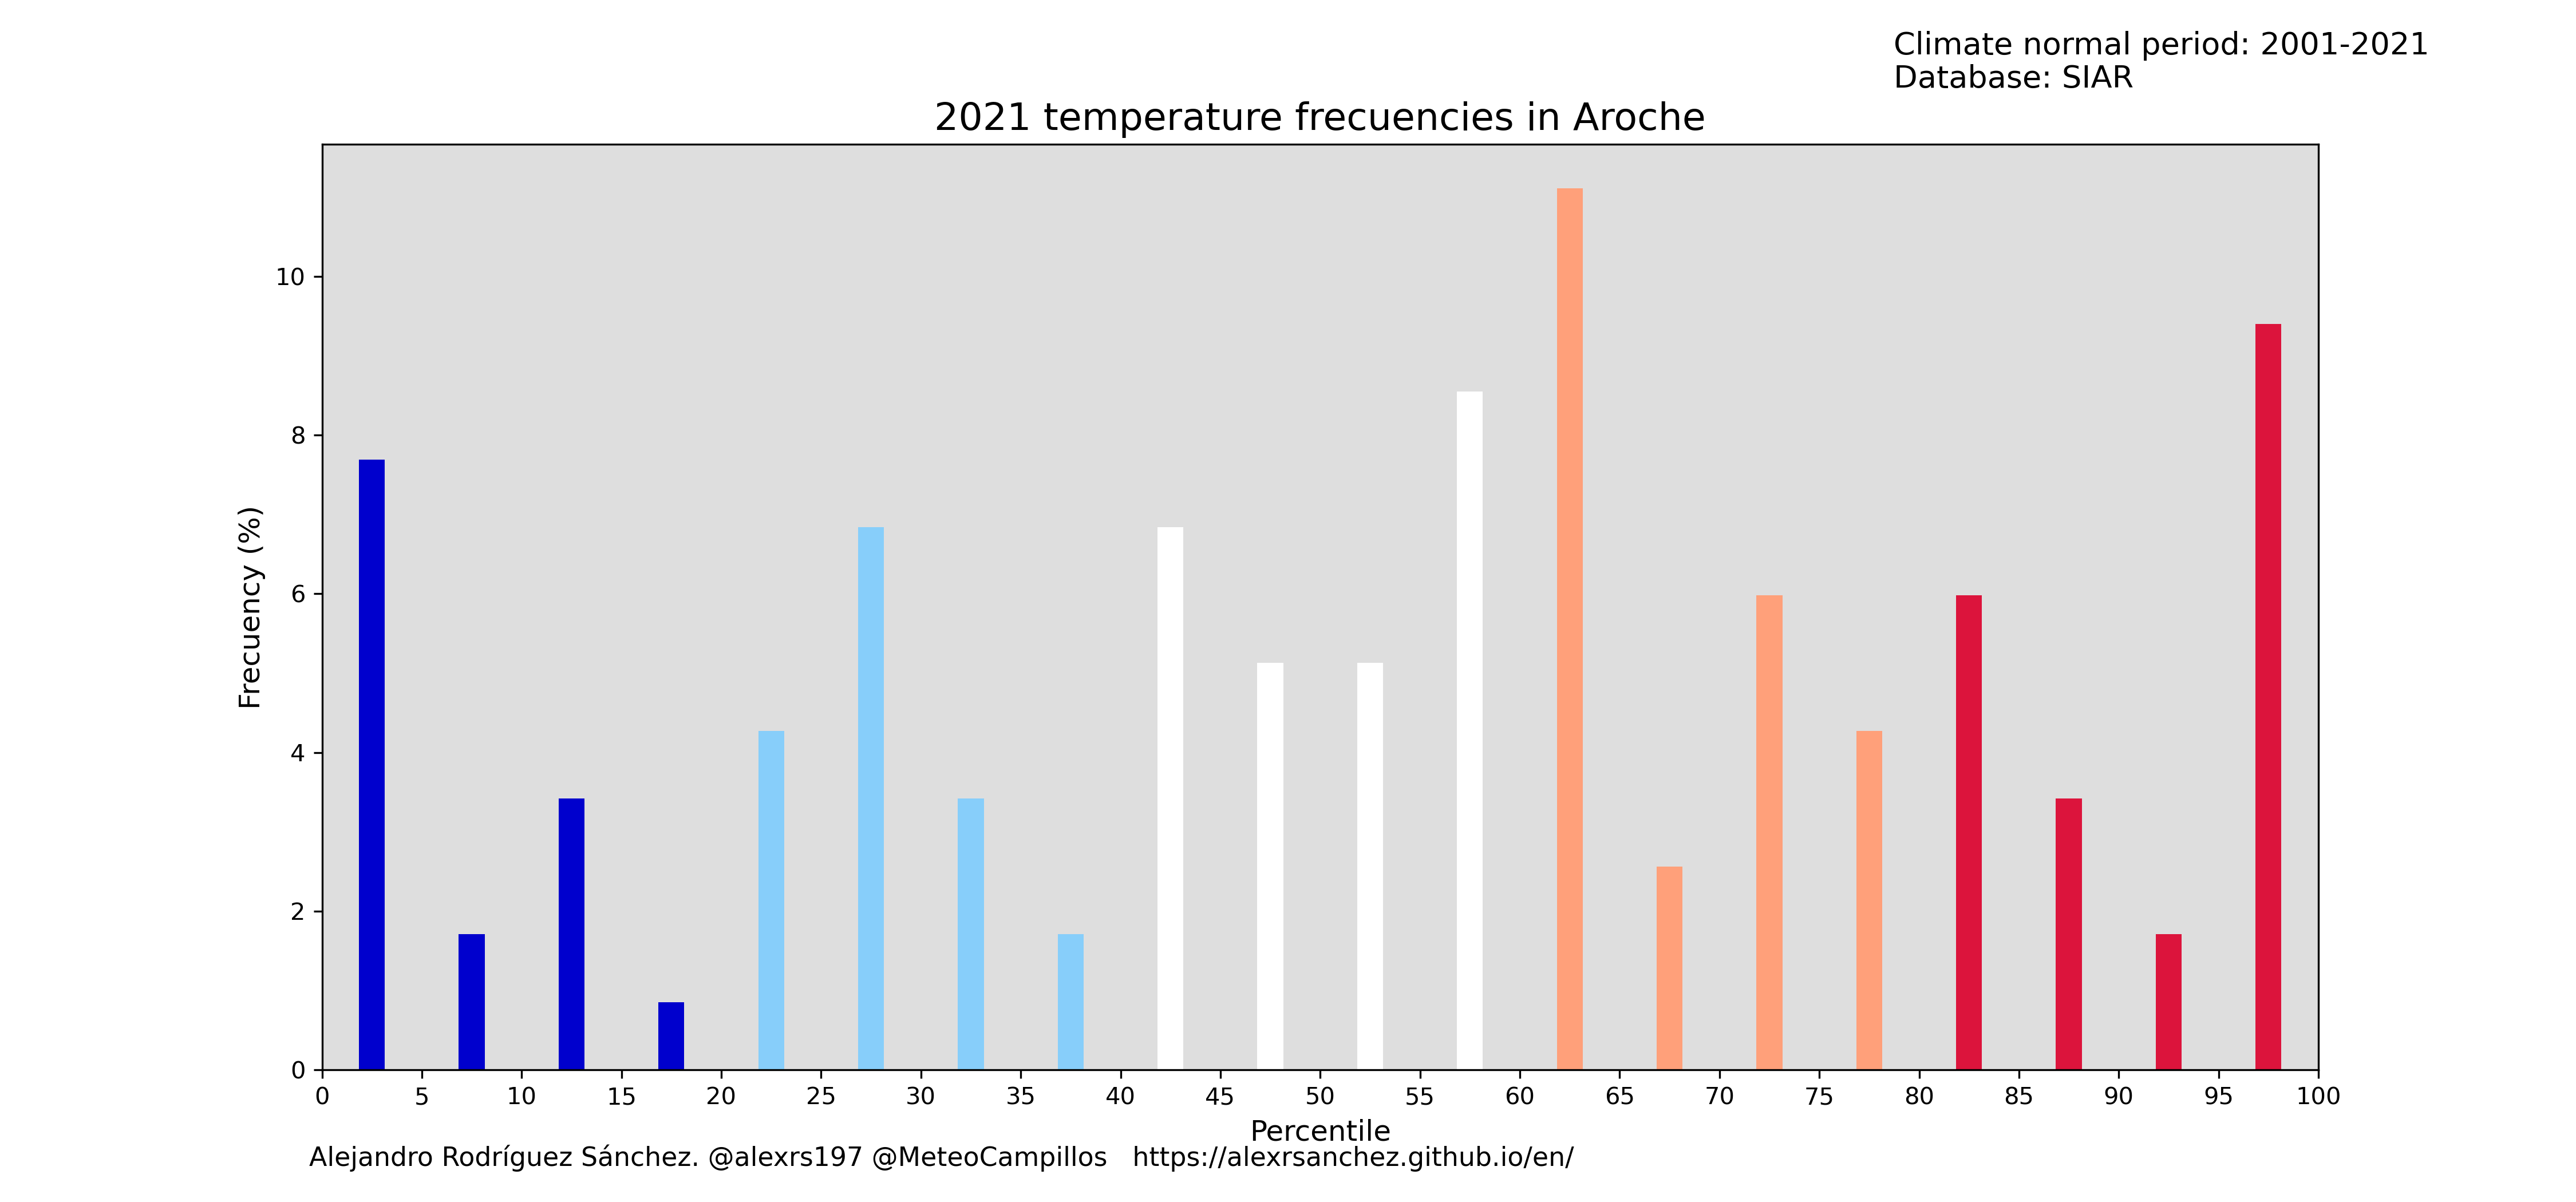 Climate normal period: 2001-2021
Database: SIAR
2021 temperature frecuencies in Aroche
Frecuency (%)
10
8
6
4
2
0
0 5 10 15 20 25 30 35 40 45 50 55 60 65 70 75 80 85 90 95 100
Percentile
Alejandro Rodríguez Sánchez. @alexrs197 @MeteoCampillos https://alexrsanchez.github.io/en/